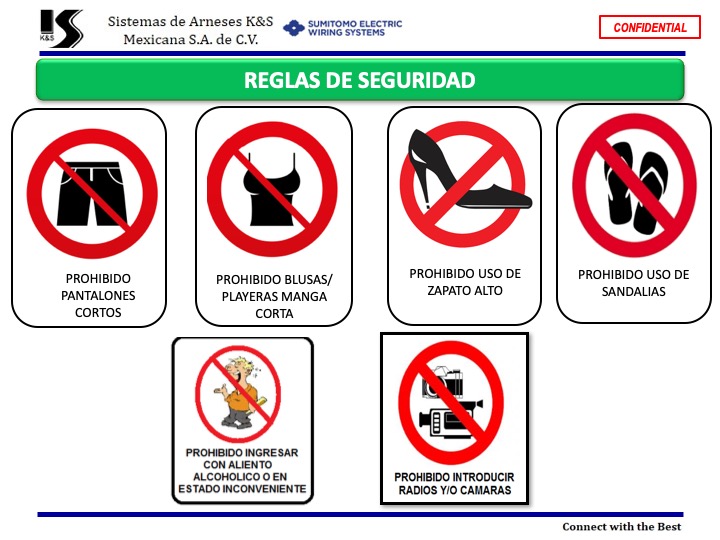 K&S
Sistemas de Arneses K&S
Mexicana S.A. de C.V.
SUMITOMO ELECTRIC
WIRING SYSTEMS
CONFIDENTIAL
REGLAS DE SEGURIDAD
PROHIBIDO
PANTALONES
CORTOS
PROHIBIDO BLUSAS/
PLAYERAS MANGA
CORTA
PROHIBIDO USO DE
ZAPATO ALTO
PROHIBIDO USO DE
SANDALIAS
PROHIBIDO INGRESAR
CON ALIENTO
ALCOHOLICO O EN
ESTADO INCONVENIENTE
PROHIBIDO INTRODUCIR
RADIOS Y/O CAMARAS
Connect with the Best